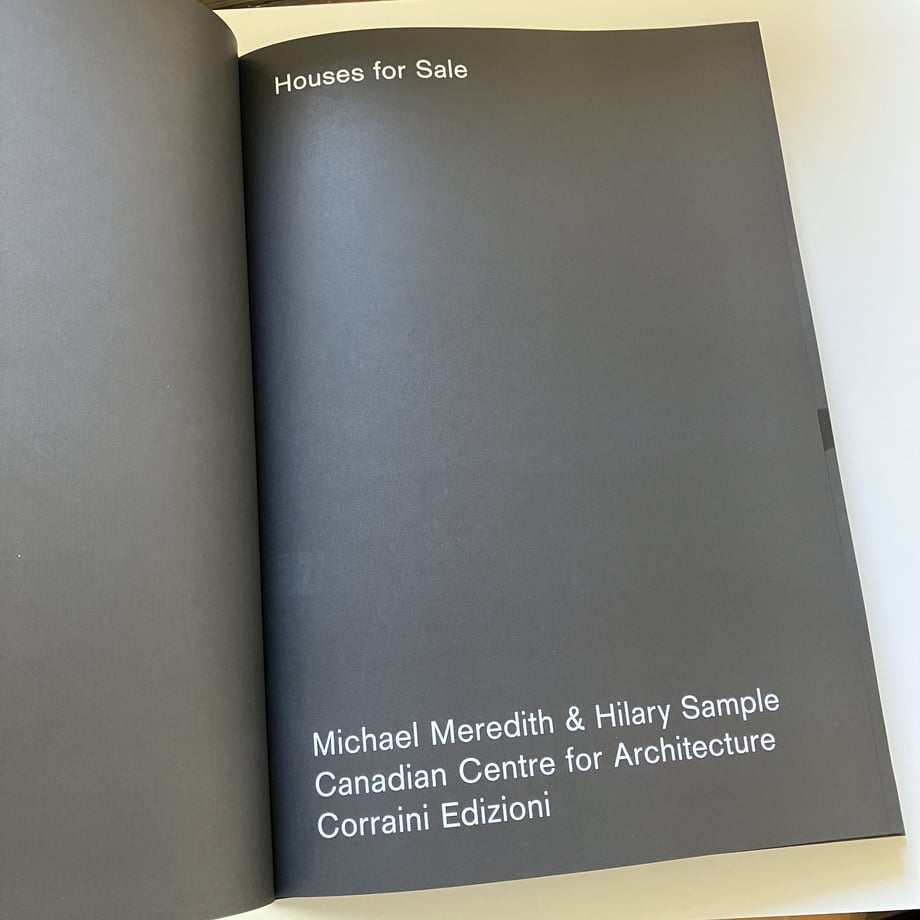 Houses for Sale
Michael Meredith & Hilary Sample
Canadian Centre for Architecture
Corraini Edizioni